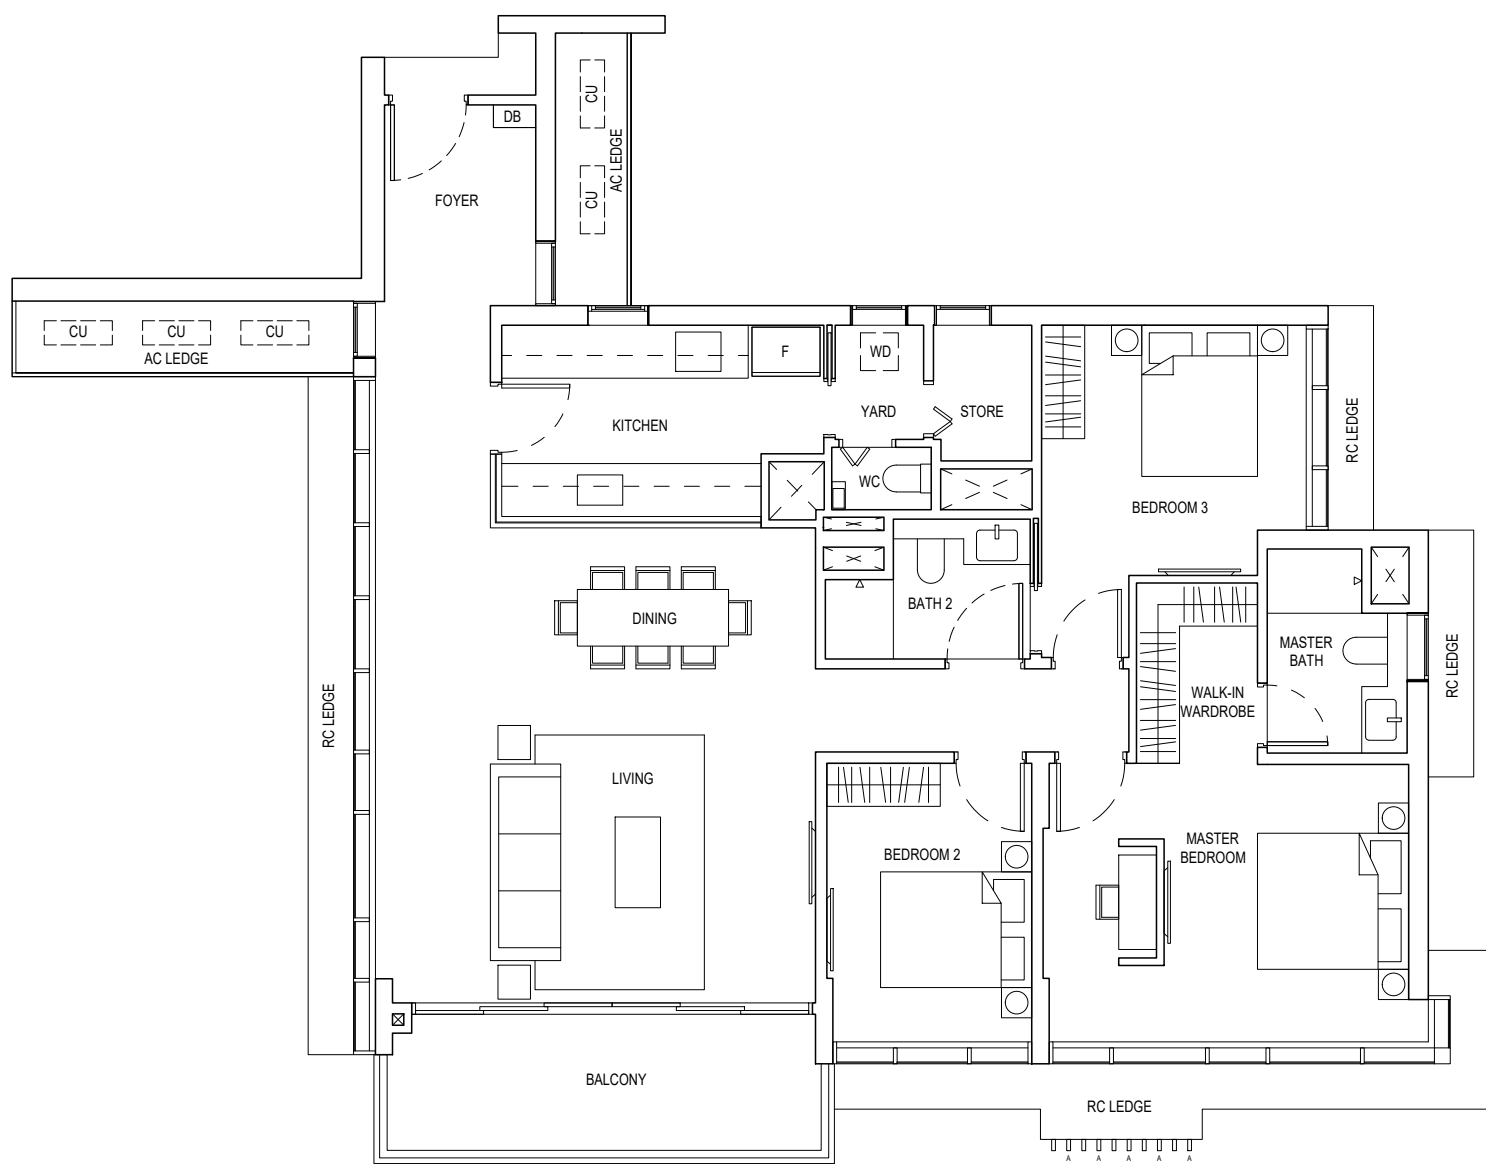 CU
DB
AC LEDGE
CU
FOYER
CU
CU
CU
AC LEDGE
F
WD
KITCHEN
YARD
STORE
RC LEDGE
WC
BEDROOM 3
BATH 2
DINING
MASTER
BATH
RC LEDGE
WALK-IN
WARDROBE
RC LEDGE
LIVING
BEDROOM 2
MASTER
BEDROOM
BALCONY
RC LEDGE
A A A A A